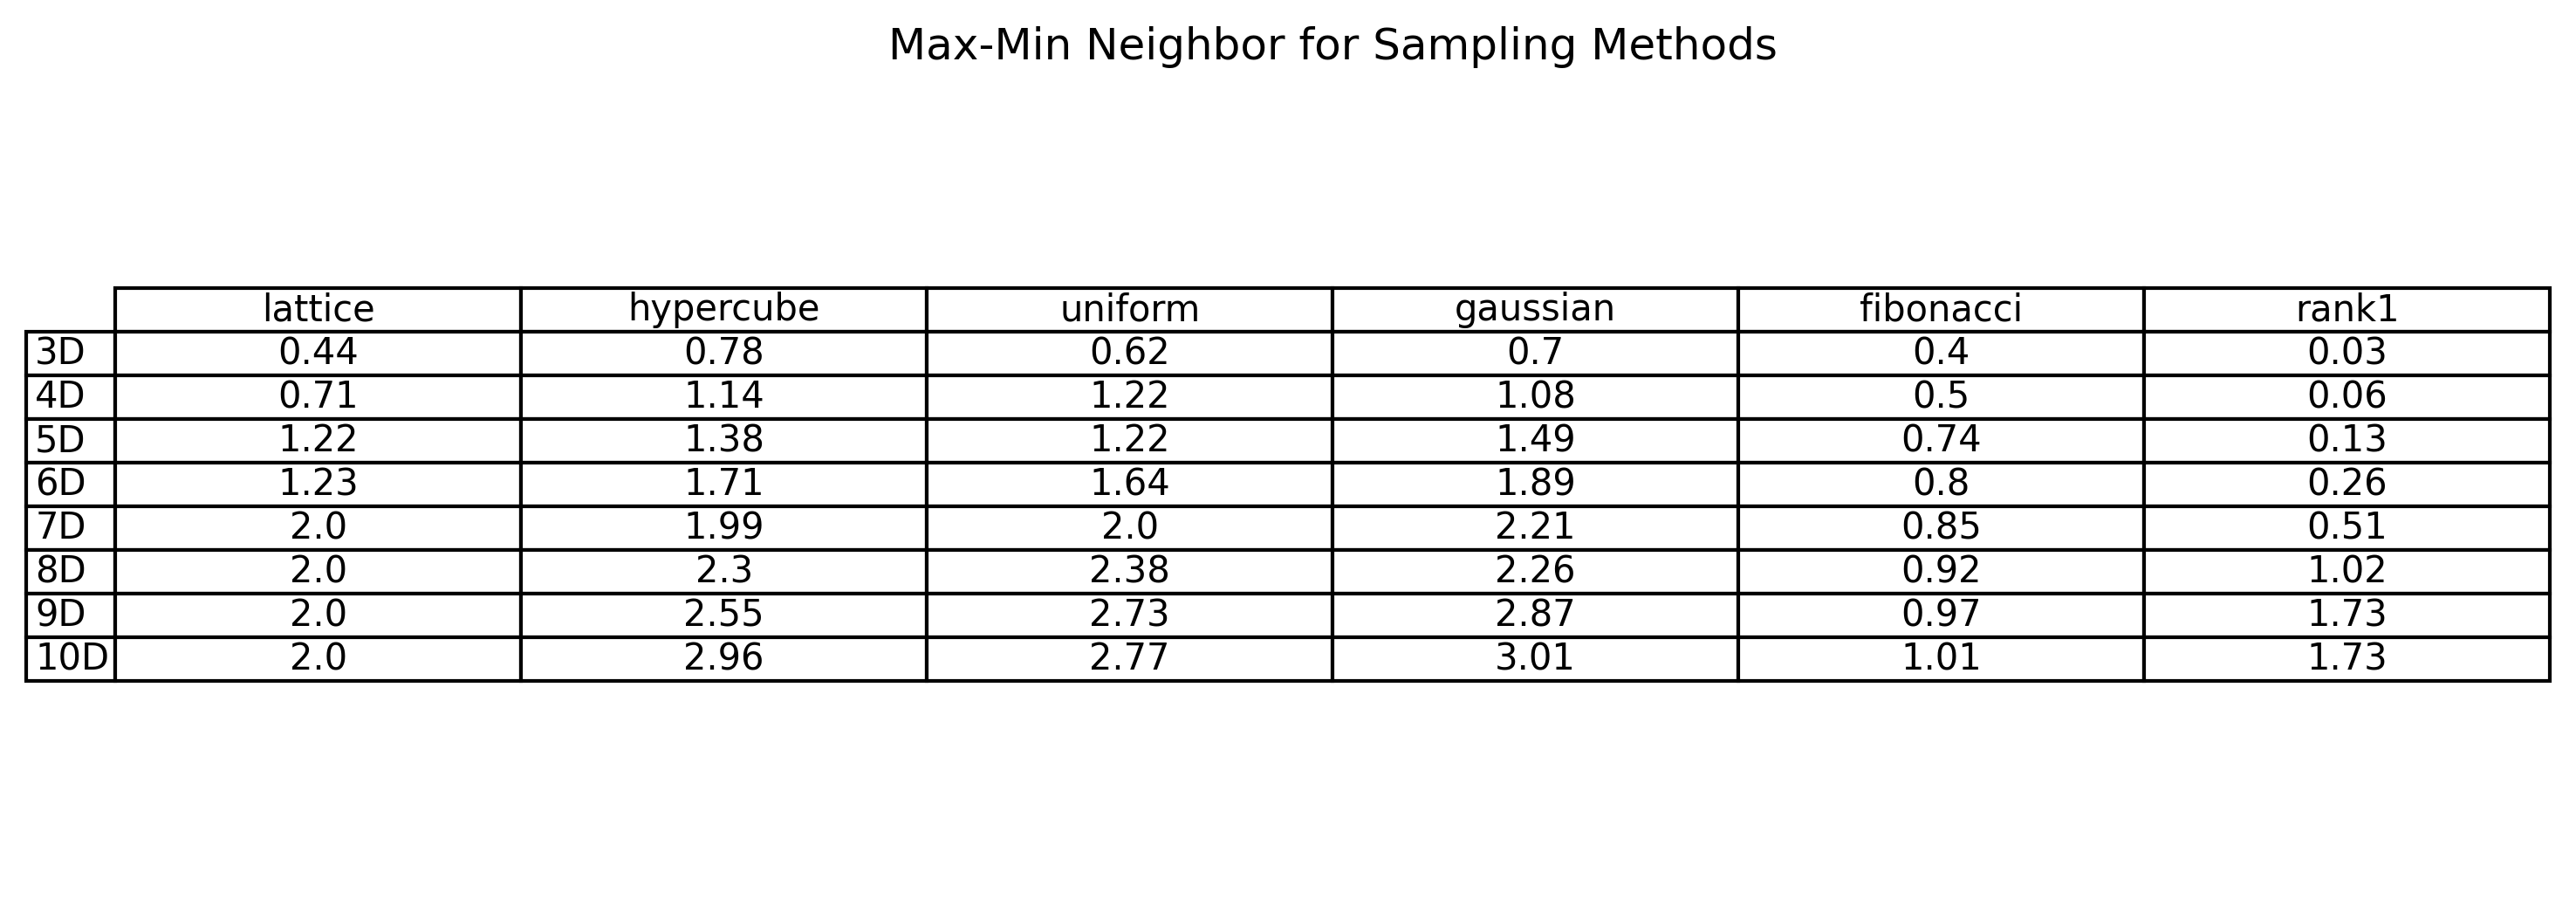 Max-Min Neighbor for Sampling Methods
lattice hypercube uniform gaussian fibonacci rank1
3D 0.44 0.78 0.62 0.7 0.4 0.03
4D 0.71 1.14 1.22 1.08 0.5 0.06
5D 1.22 1.38 1.22 1.49 0.74 0.13
6D 1.23 1.71 1.64 1.89 0.8 0.26
7D 2.0 1.99 2.0 2.21 0.85 0.51
8D 2.0 2.3 2.38 2.26 0.92 1.02
9D 2.0 2.55 2.73 2.87 0.97 1.73
10D 2.0 2.96 2.77 3.01 1.01 1.73